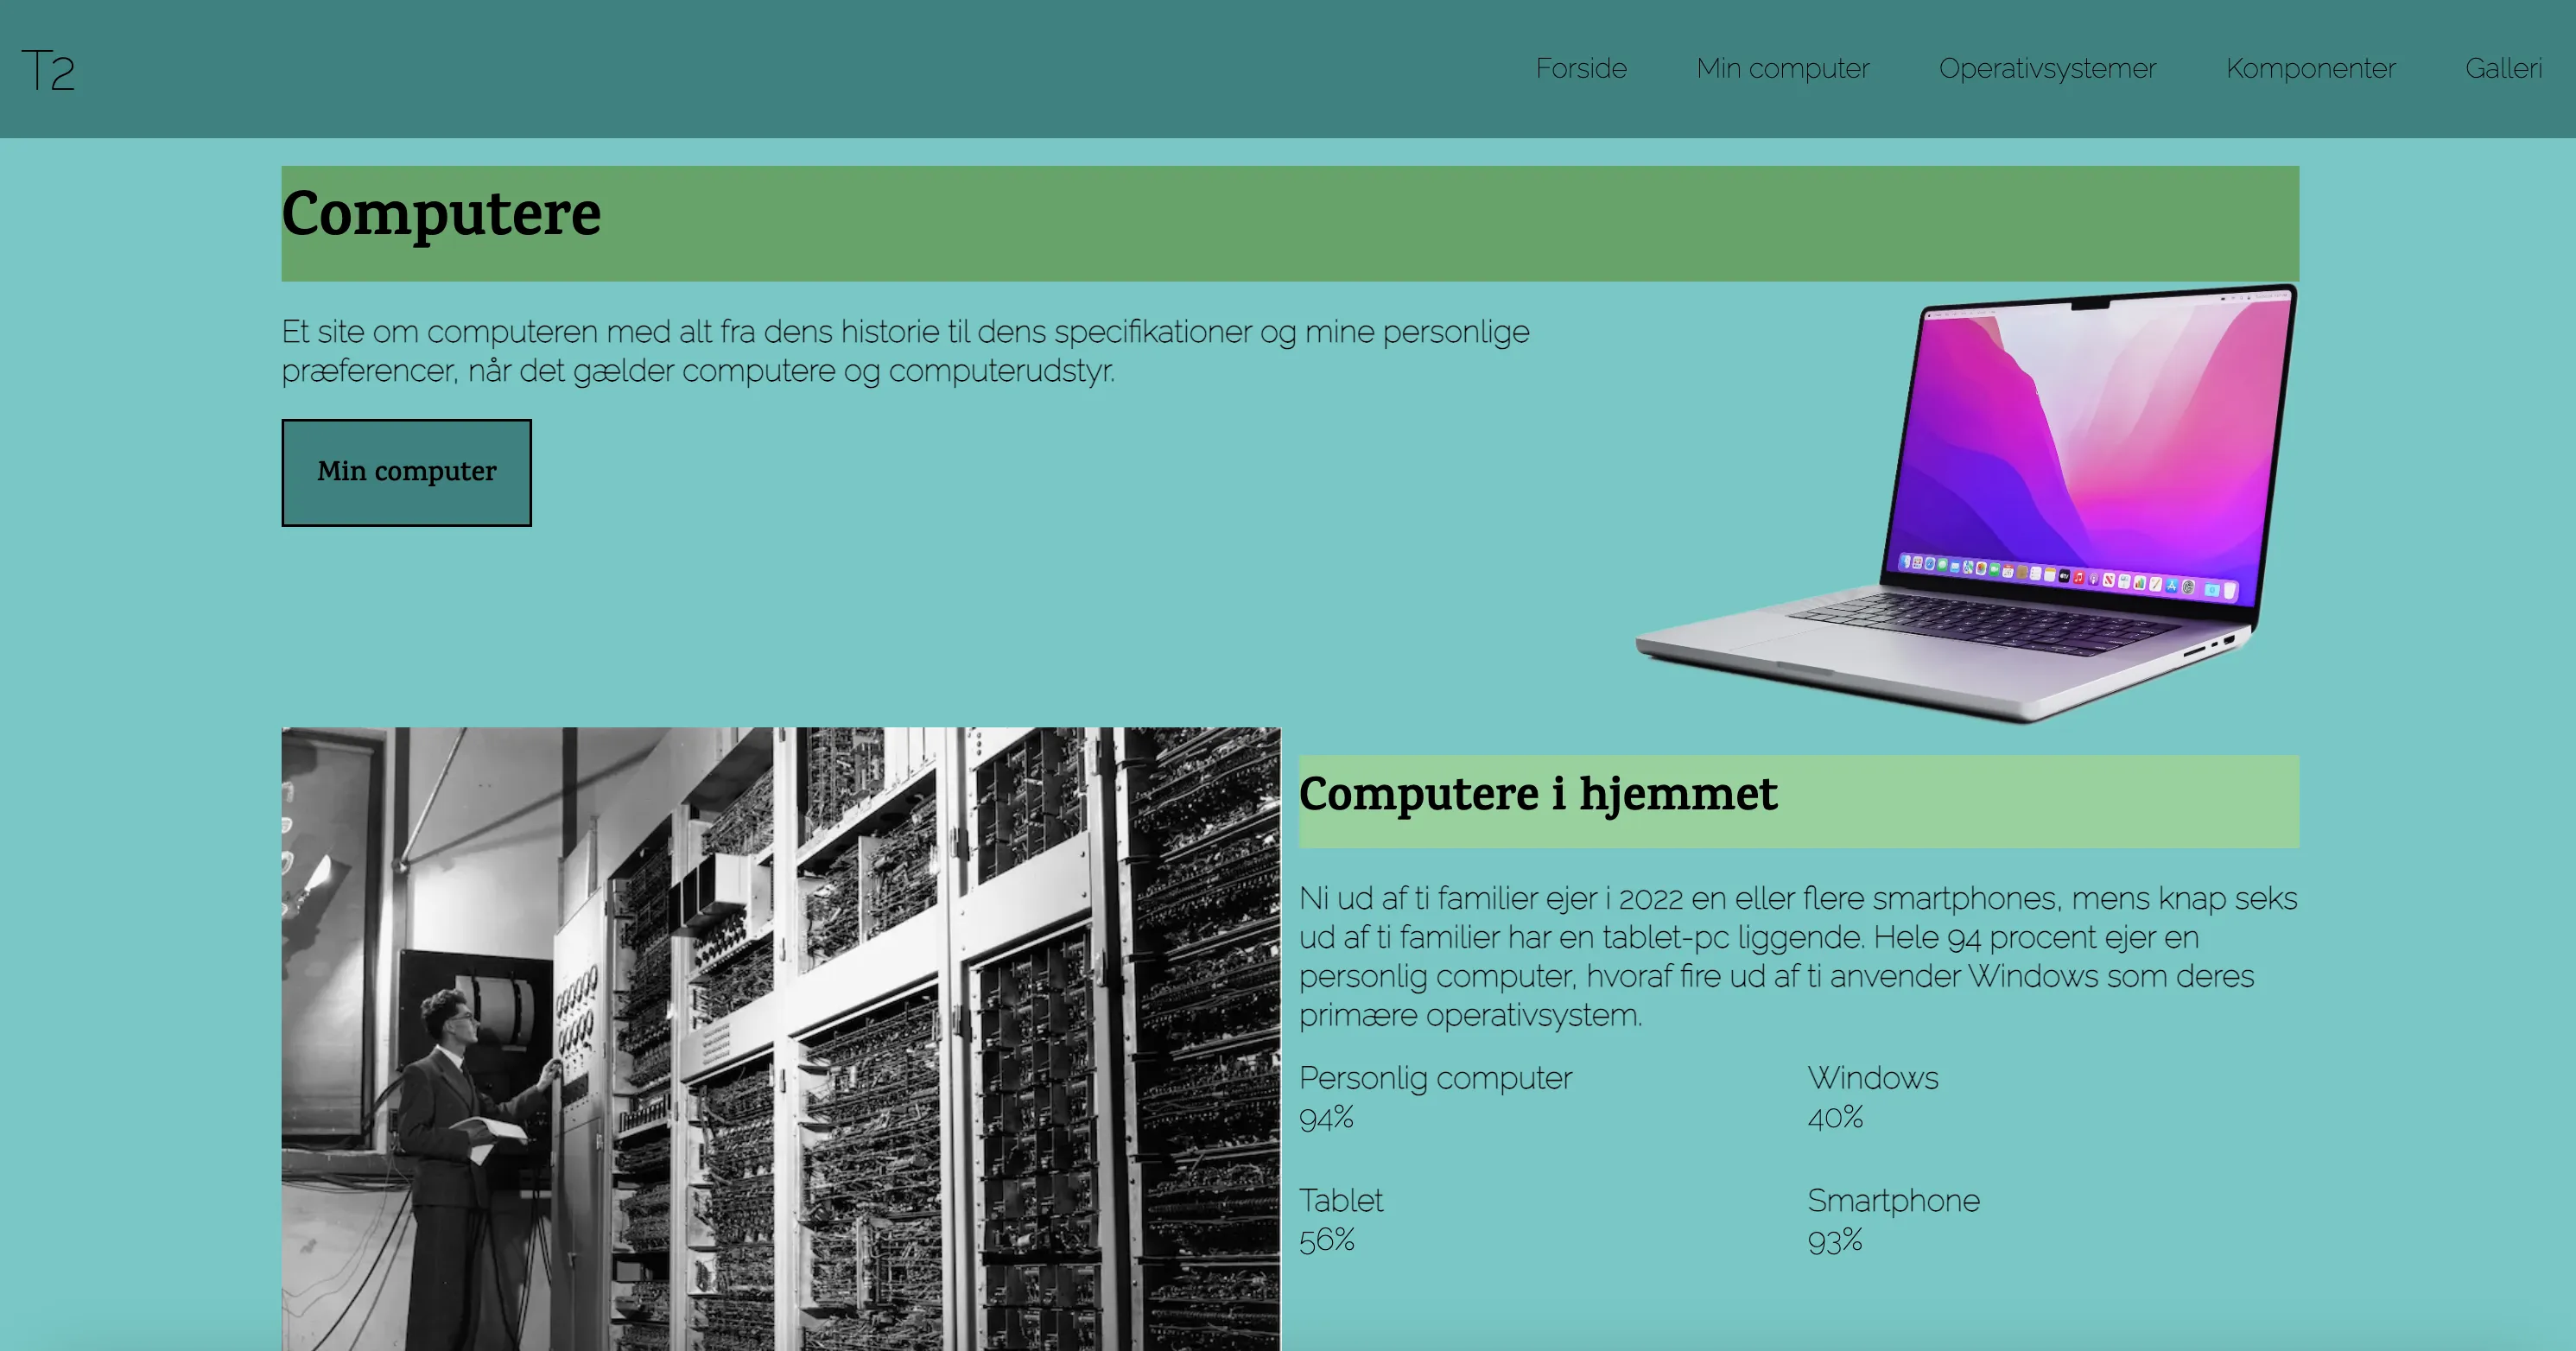 T2
Forside
Min computer
Operativsystemer
Komponenter
Galleri
Computere
Et site om computeren med alt fra dens historie til dens specifikationer og mine personlige
præferencer, når det gælder computere og computerudstyr.
Min computer
Computere i hjemmet
Ni ud af ti familier ejer i 2022 en eller flere smartphones, mens knap seks
ud af ti familier har en tablet-pc liggende. Hele 94 procent ejer en
personlig computer, hvoraf fire ud af ti anvender Windows som deres
primære operativsystem.
Personlig computer
94%
Windows
40%
Tablet
56%
Smartphone
93%